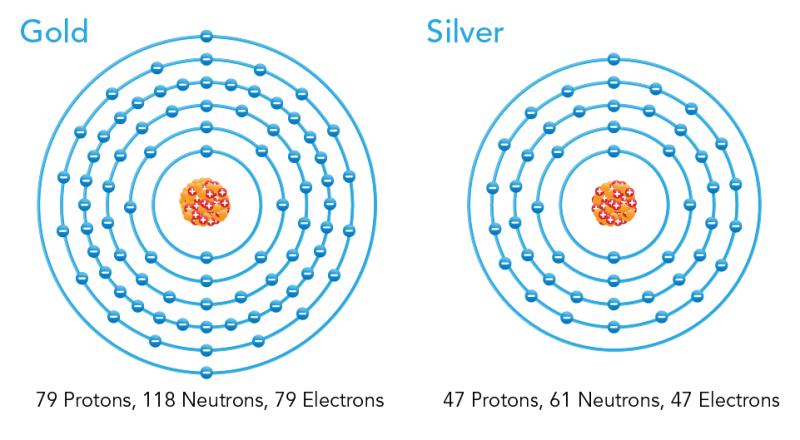 Gold
Silver
79 Protons, 118 Neutrons, 79 Electrons
47 Protons, 61 Neutrons, 47 Electrons